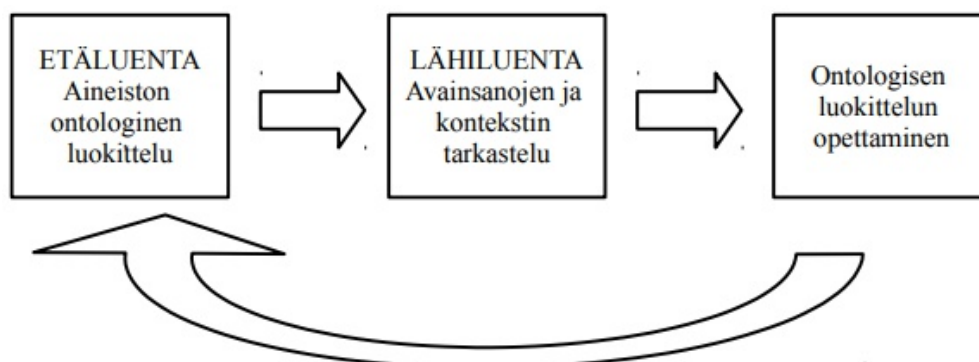 ETÄLUENTA
Aineiston
ontologinen
luokittelu
LÄHILUENTA
Avainsanojen ja
kontekstin
tarkastelu
Ontologisen
luokittelun
opettaminen